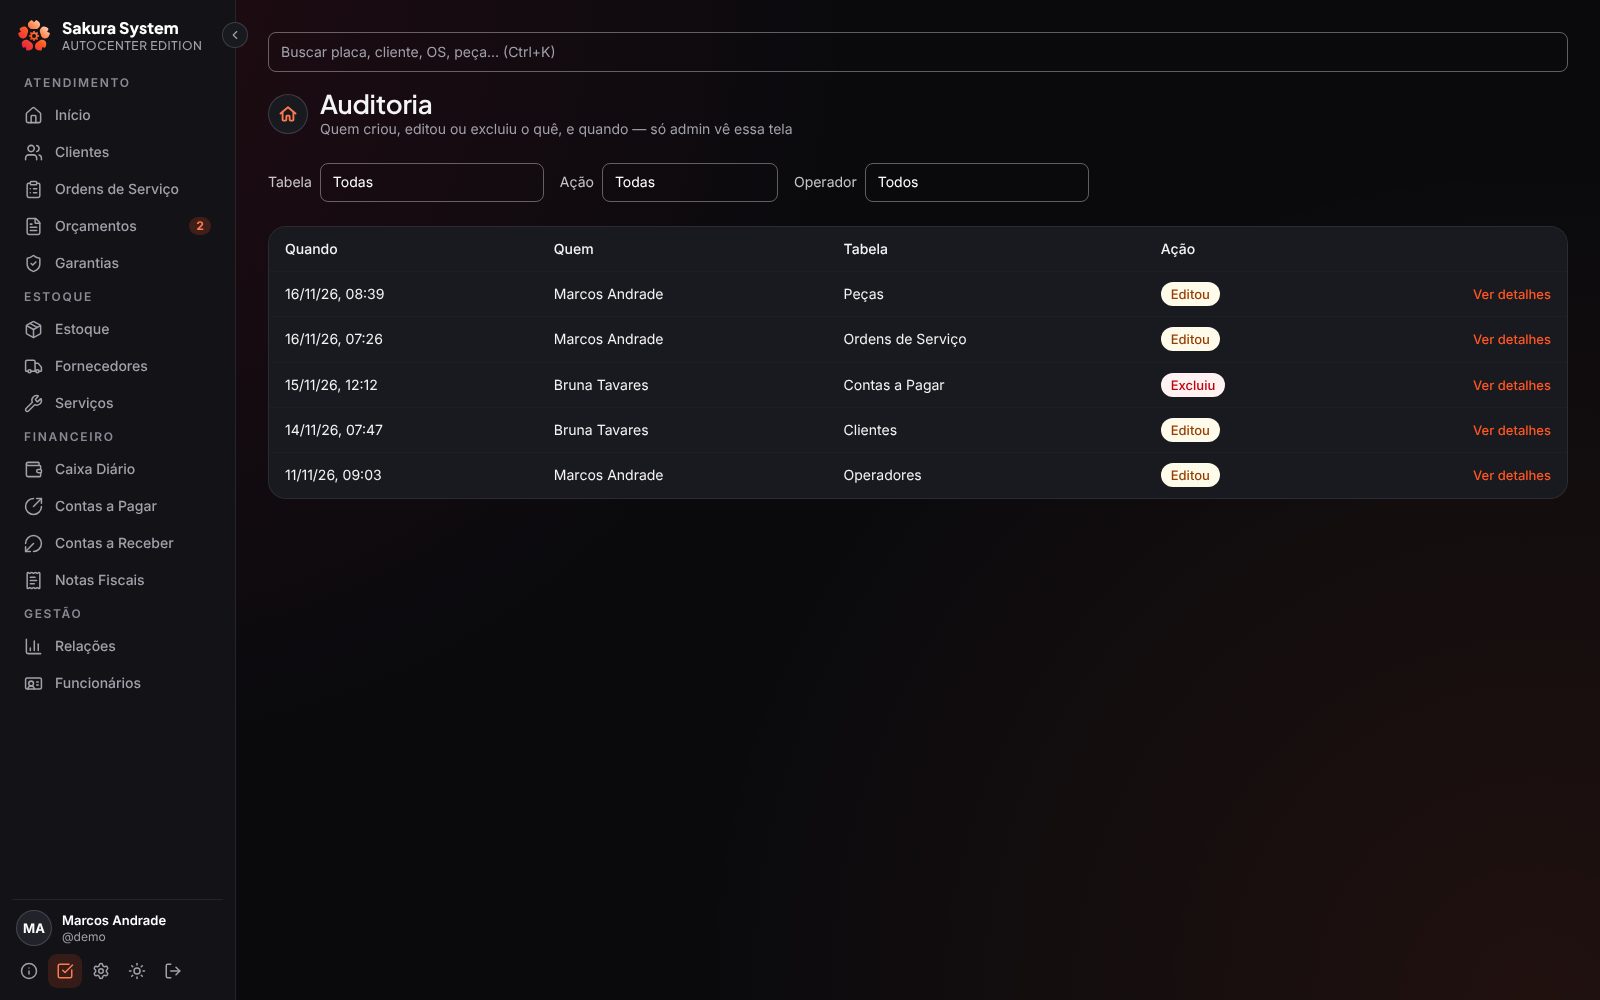 Sakura System
AUTOCENTER EDITION
ATENDIMENTO
Início
Clientes
Ordens de Serviço
Orçamentos 2
Garantias
ESTOQUE
Estoque
Fornecedores
Serviços
FINANCEIRO
Caixa Diário
Contas a Pagar
Contas a Receber
Notas Fiscais
GESTÃO
Relações
Funcionários
MA
Marcos Andrade
@demo
Buscar placa, cliente, OS, peça... (Ctrl+K)
Auditoria
Quem criou, editou ou excluiu o quê, e quando — só admin vê essa tela
Tabela Todas Ação Todas Operador Todos
Quando Quem Tabela Ação
16/11/26, 08:39 Marcos Andrade Peças Editou Ver detalhes
16/11/26, 07:26 Marcos Andrade Ordens de Serviço Editou Ver detalhes
15/11/26, 12:12 Bruna Tavares Contas a Pagar Excluiu Ver detalhes
14/11/26, 07:47 Bruna Tavares Clientes Editou Ver detalhes
11/11/26, 09:03 Marcos Andrade Operadores Editou Ver detalhes